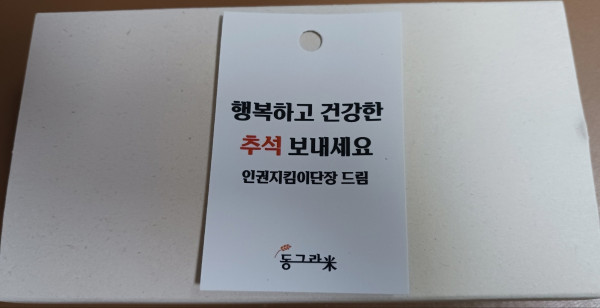 행복하고 건강한
추석 보내세요
인권지킴이단장 드림
동그라米